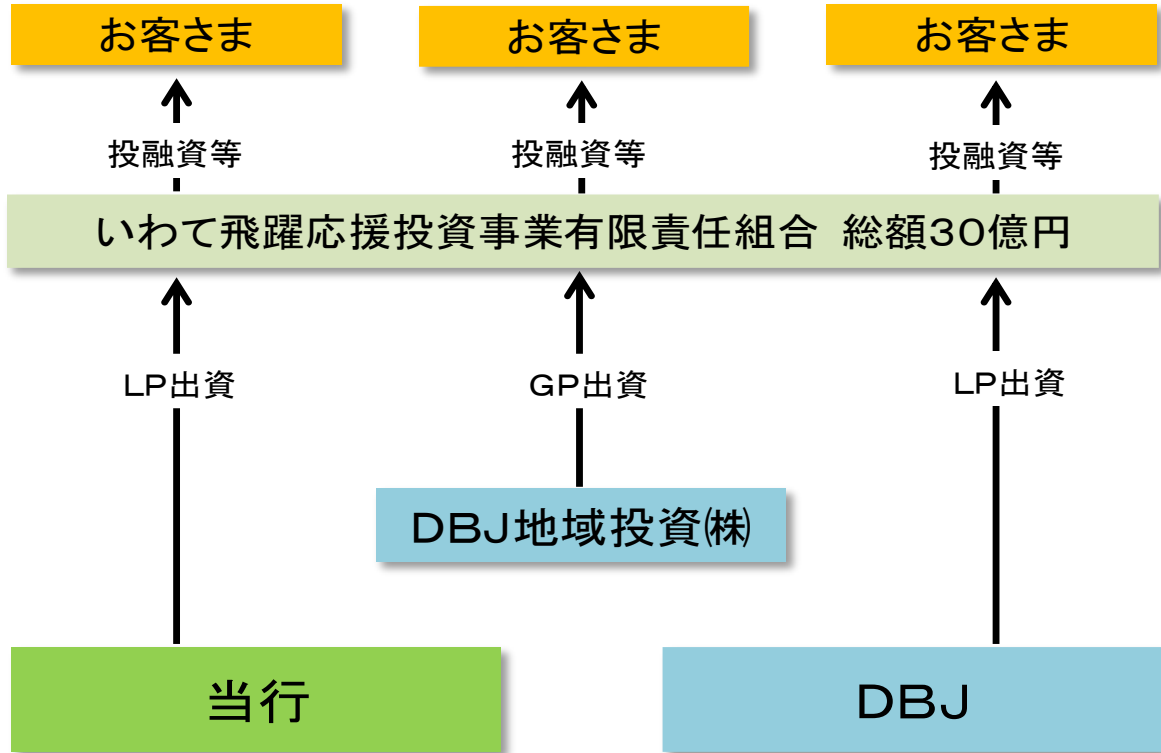 お客さま
お客さま
お客さま
投融資等
投融資等
投融資等
いわて飛躍応援投資事業有限責任組合 総額30億円
LP出資
GP出資
LP出資
DBJ地域投資㈱
当行
DBJ